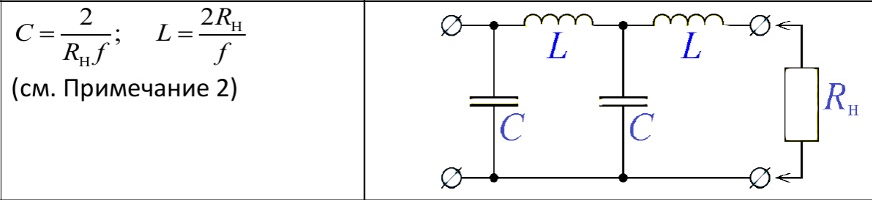 C = 2 / (R_Н f);    L = 2R_Н / f
(см. Примечание 2)
L L
C C R_н